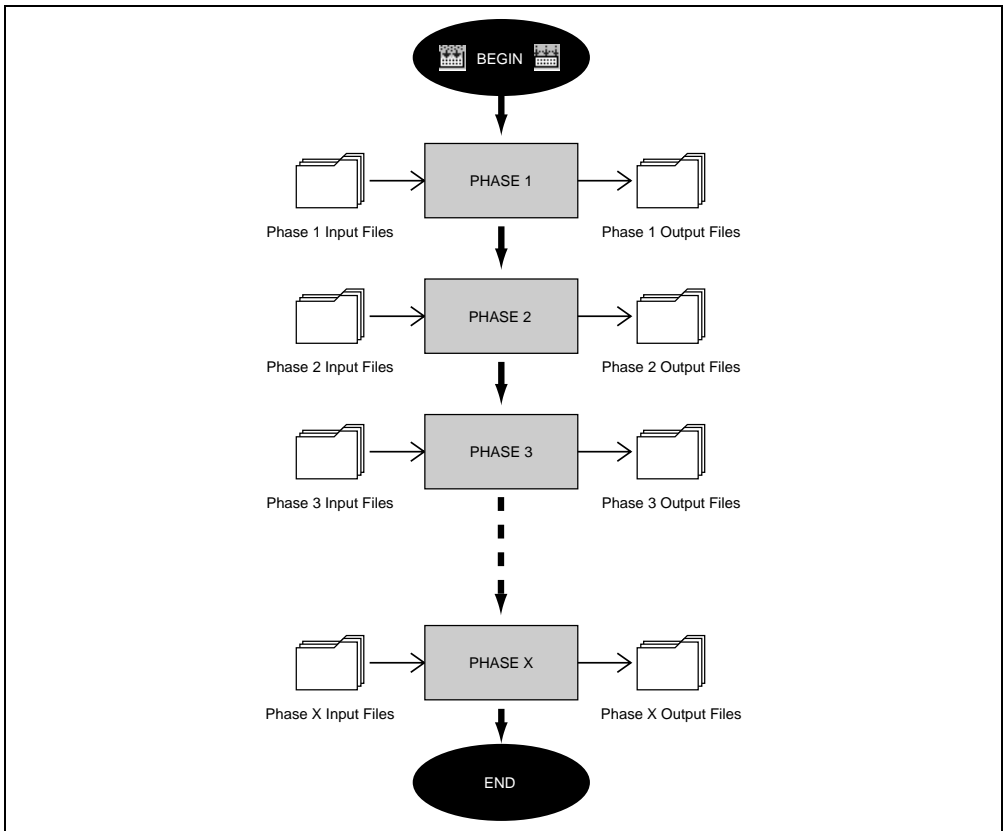 BEGIN
PHASE 1
Phase 1 Input Files
Phase 1 Output Files
PHASE 2
Phase 2 Input Files
Phase 2 Output Files
PHASE 3
Phase 3 Input Files
Phase 3 Output Files
PHASE X
Phase X Input Files
Phase X Output Files
END